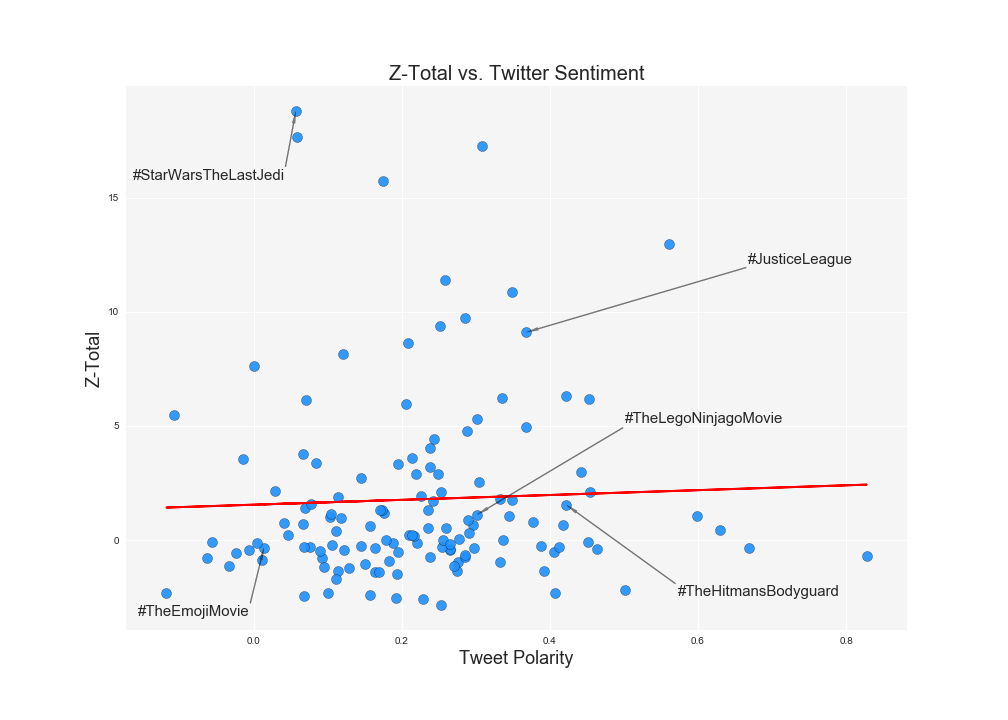 Z-Total vs. Twitter Sentiment
#StarWarsTheLastJedi
15
#JusticeLeague
10
Z-Total
#TheLegoNinjagoMovie
5
0
#TheHitmansBodyguard
#TheEmojiMovie
0.0 0.2 0.4 0.6 0.8
Tweet Polarity